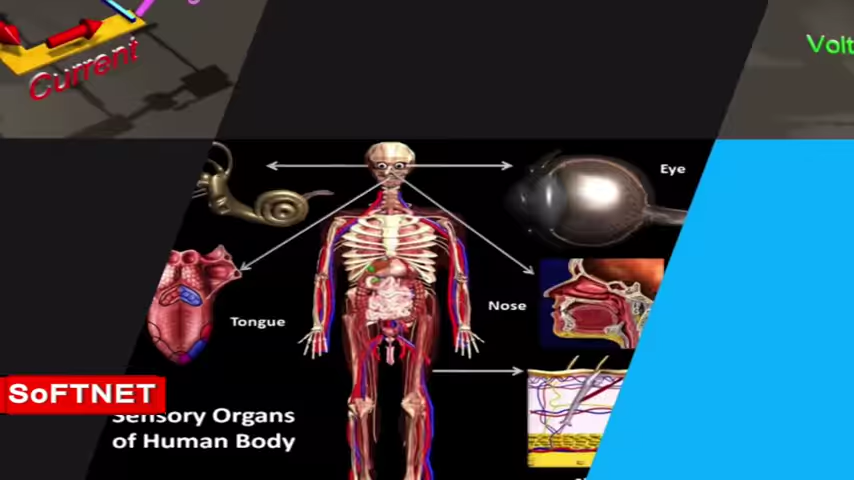 Current
Volt
Eye
Tongue
Nose
SoFTNET
Sensory Organs
of Human Body